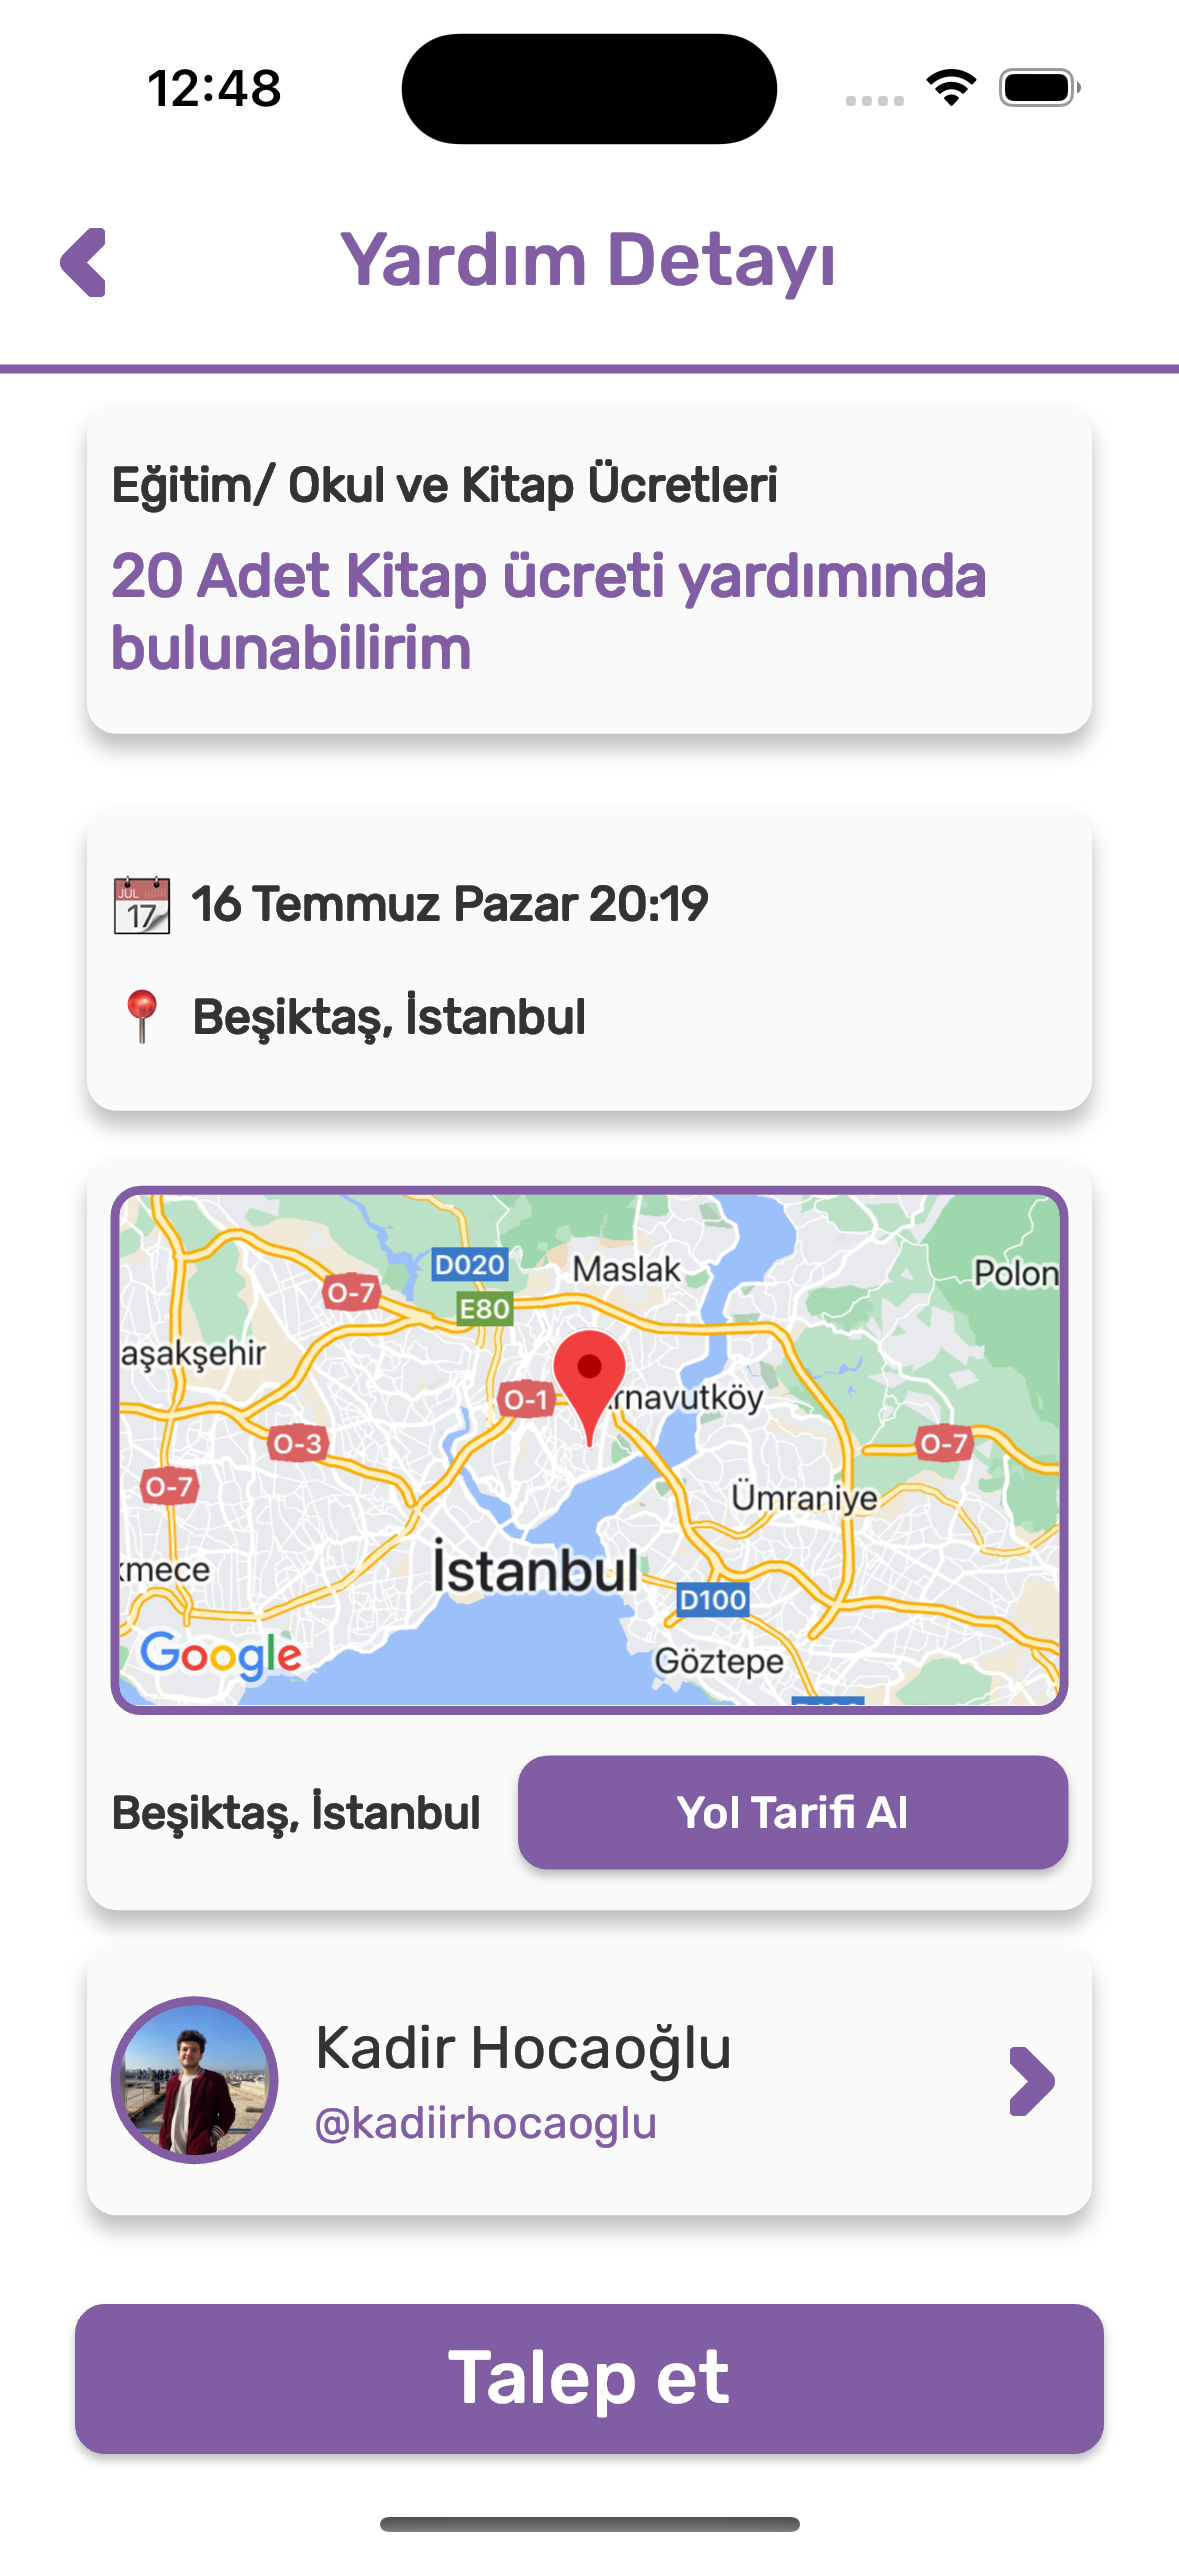 12:48
Yardım Detayı
Eğitim/ Okul ve Kitap Ücretleri
20 Adet Kitap ücreti yardımında
bulunabilirim
JUL
17
16 Temmuz Pazar 20:19
Beşiktaş, İstanbul
D020
Maslak
Polon
O-7
E80
aşakşehir
O-1
rnavutköy
O-3
O-7
O-7
Ümraniye
İstanbul
kmece
D100
Google
Göztepe
Beşiktaş, İstanbul
Yol Tarifi Al
Kadir Hocaoğlu
@kadiirhocaoglu
Talep et